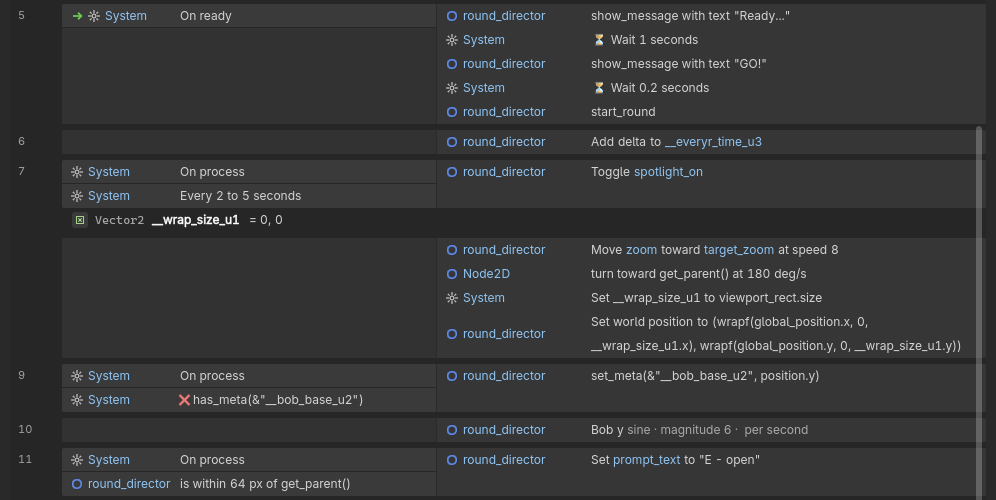 5 System On ready round_director show_message with text "Ready..."
System Wait 1 seconds
round_director show_message with text "GO!"
System Wait 0.2 seconds
round_director start_round
6 round_director Add delta to __everyr_time_u3
7 System On process round_director Toggle spotlight_on
System Every 2 to 5 seconds
Vector2 __wrap_size_u1 = 0, 0
round_director Move zoom toward target_zoom at speed 8
Node2D turn toward get_parent() at 180 deg/s
System Set __wrap_size_u1 to viewport_rect.size
round_director Set world position to (wrapf(global_position.x, 0,
__wrap_size_u1.x), wrapf(global_position.y, 0, __wrap_size_u1.y))
9 System On process round_director set_meta(&"__bob_base_u2", position.y)
System ❌ has_meta(&"__bob_base_u2")
10 round_director Bob y sine · magnitude 6 · per second
11 System On process round_director Set prompt_text to "E - open"
round_director is within 64 px of get_parent()